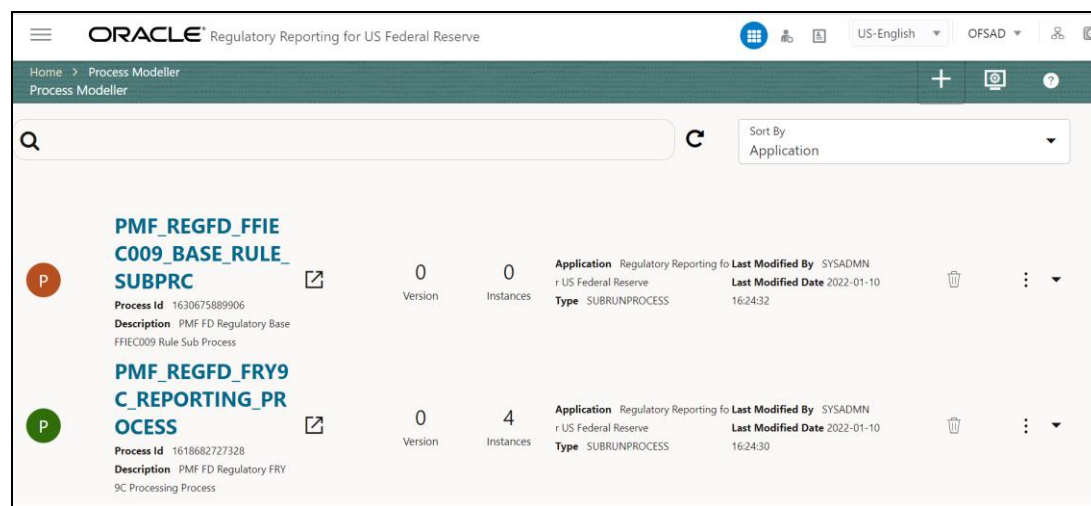 ORACLE® Regulatory Reporting for US Federal Reserve
US-English
OFSAD
Home > Process Modeller
Process Modeller
Sort By
Application
PMF_REGFD_FFIE
C009_BASE_RULE_
SUBPRC
Process Id 1630675889906
Description PMF FD Regulatory Base
FFIEC009 Rule Sub Process
P
0
Version
0
Instances
Application Regulatory Reporting fo
r US Federal Reserve
Type SUBRUNPROCESS
Last Modified By SYSADMN
Last Modified Date 2022-01-10
16:24:32
PMF_REGFD_FRY9
C_REPORTING_PR
OCESS
Process Id 1618682727328
Description PMF FD Regulatory FRY
9C Processing Process
P
0
Version
4
Instances
Application Regulatory Reporting fo
r US Federal Reserve
Type SUBRUNPROCESS
Last Modified By SYSADMN
Last Modified Date 2022-01-10
16:24:30